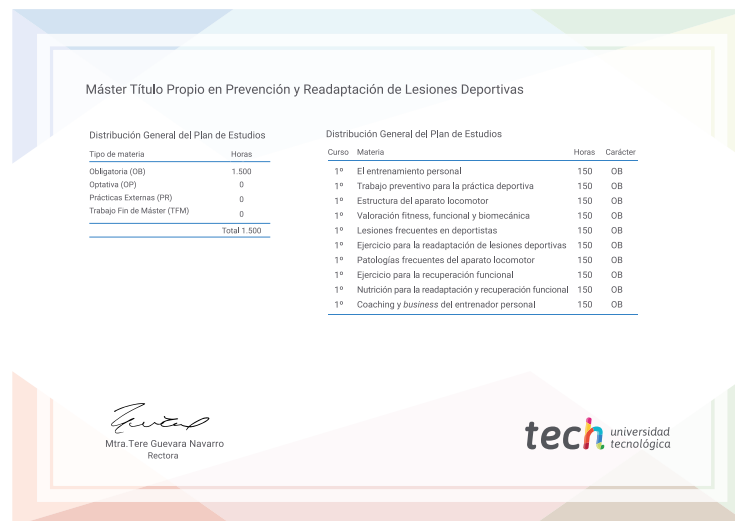 Máster Título Propio en Prevención y Readaptación de Lesiones Deportivas
Distribución General del Plan de Estudios
Tipo de materia Horas
Obligatoria (OB) 1.500
Optativa (OP) 0
Prácticas Externas (PR) 0
Trabajo Fin de Máster (TFM) 0
Total 1.500
Distribución General del Plan de Estudios
Curso Materia Horas Carácter
1º El entrenamiento personal 150 OB
1º Trabajo preventivo para la práctica deportiva 150 OB
1º Estructura del aparato locomotor 150 OB
1º Valoración fitness, funcional y biomecánica 150 OB
1º Lesiones frecuentes en deportistas 150 OB
1º Ejercicio para la readaptación de lesiones deportivas 150 OB
1º Patologías frecuentes del aparato locomotor 150 OB
1º Ejercicio para la recuperación funcional 150 OB
1º Nutrición para la readaptación y recuperación funcional 150 OB
1º Coaching y business del entrenador personal 150 OB
Mtra.Tere Guevara Navarro
Rectora
tech universidad
tecnológica